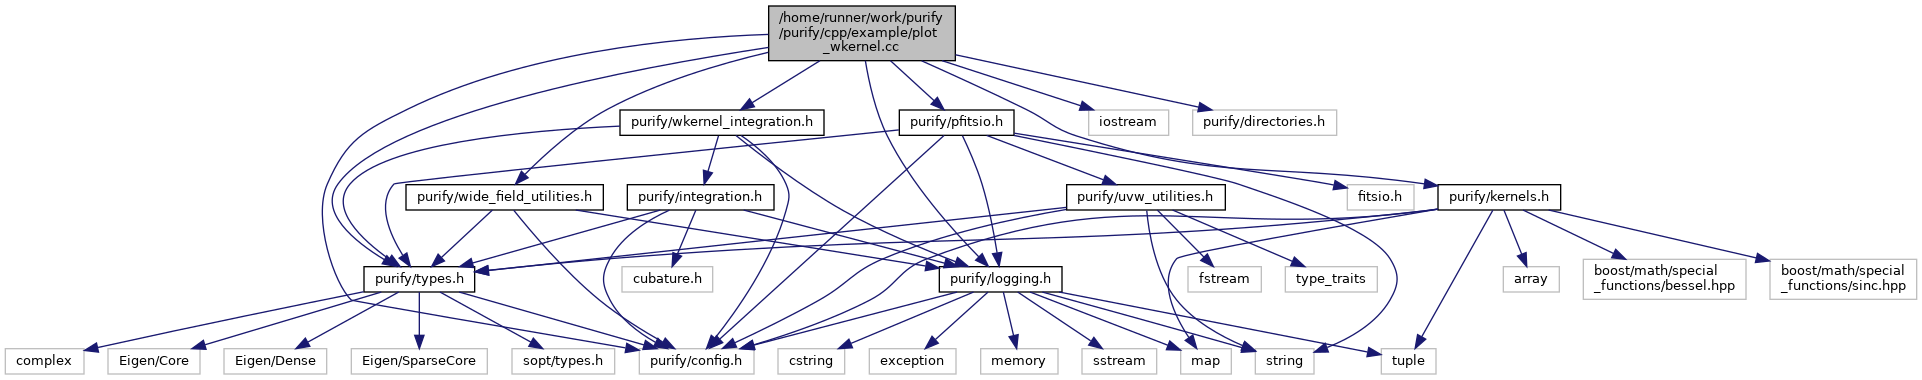 /home/runner/work/purify
/purify/cpp/example/plot
_wkernel.cc
purify/wkernel_integration.h
purify/pfitsio.h
iostream
purify/directories.h
purify/wide_field_utilities.h
purify/integration.h
purify/uvw_utilities.h
fitsio.h
purify/kernels.h
purify/types.h
cubature.h
purify/logging.h
fstream
type_traits
array
boost/math/special
_functions/bessel.hpp
boost/math/special
_functions/sinc.hpp
complex
Eigen/Core
Eigen/Dense
Eigen/SparseCore
sopt/types.h
purify/config.h
cstring
exception
memory
sstream
map
string
tuple